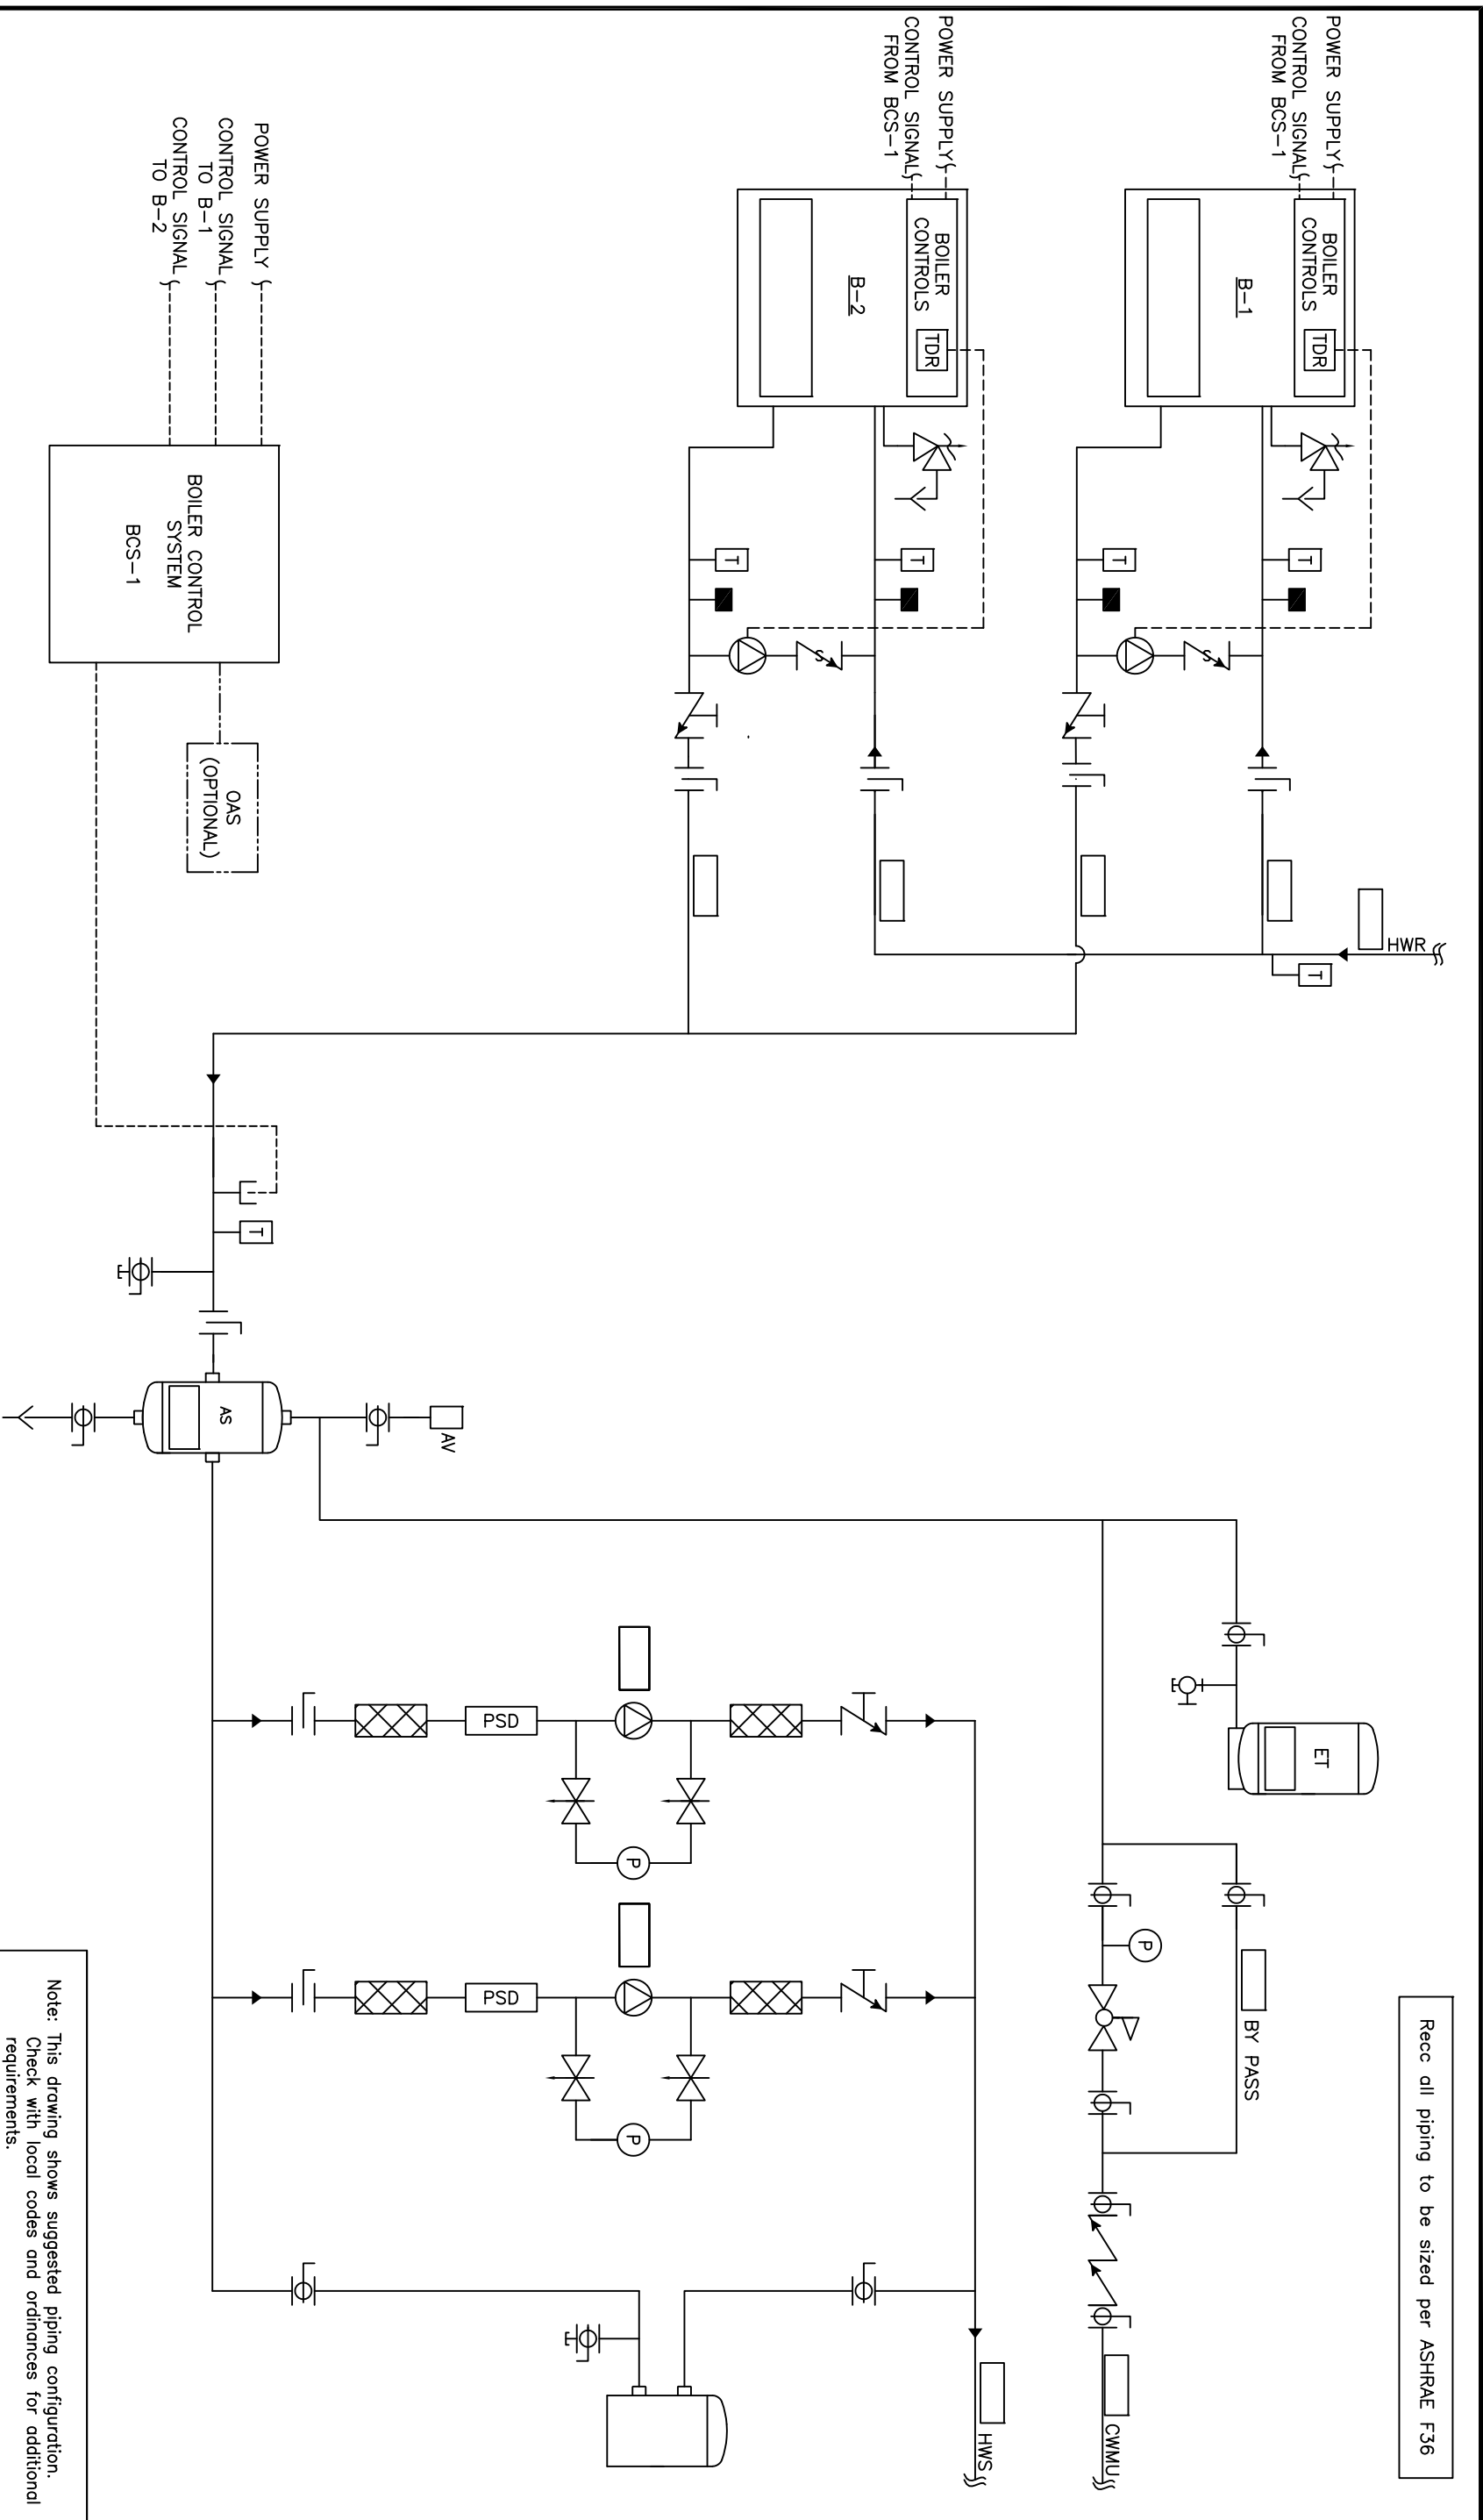 POWER SUPPLY
CONTROL SIGNAL
FROM BCS-1
BOILER
CONTROLS
TDR
B-1
T
T
HWR
T
POWER SUPPLY
CONTROL SIGNAL
FROM BCS-1
BOILER
CONTROLS
TDR
B-2
T
T
S
S
POWER SUPPLY
CONTROL SIGNAL
TO B-1
CONTROL SIGNAL
TO B-2
BOILER CONTROL
SYSTEM
BCS-1
OAS
(OPTIONAL)
T
AS
AV
ET
PSD
P
PSD
P
P
BY PASS
CWMU
HWS
Recc all piping to be sized per ASHRAE F36
Note: This drawing shows suggested piping configuration.
Check with local codes and ordinances for additional
requirements.